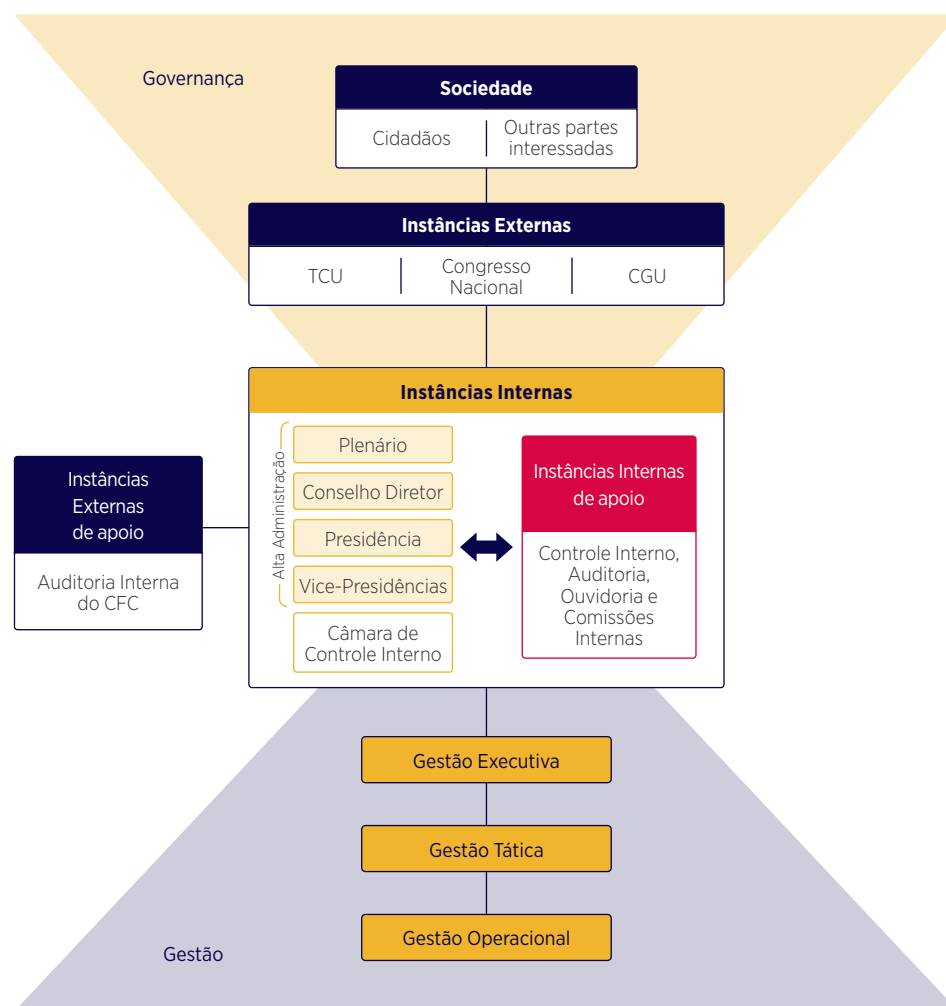 Governança
Sociedade
Cidadãos
Outras partes
interessadas
Instâncias Externas
TCU
Congresso
Nacional
CGU
Instâncias Internas
Alta Administração
Plenário
Conselho Diretor
Presidência
Vice-Presidências
Câmara de
Controle Interno
Instâncias Internas
de apoio
Controle Interno,
Auditoria,
Ouvidoria e
Comissões
Internas
Instâncias
Externas
de apoio
Auditoria Interna
do CFC
Gestão Executiva
Gestão Tática
Gestão Operacional
Gestão